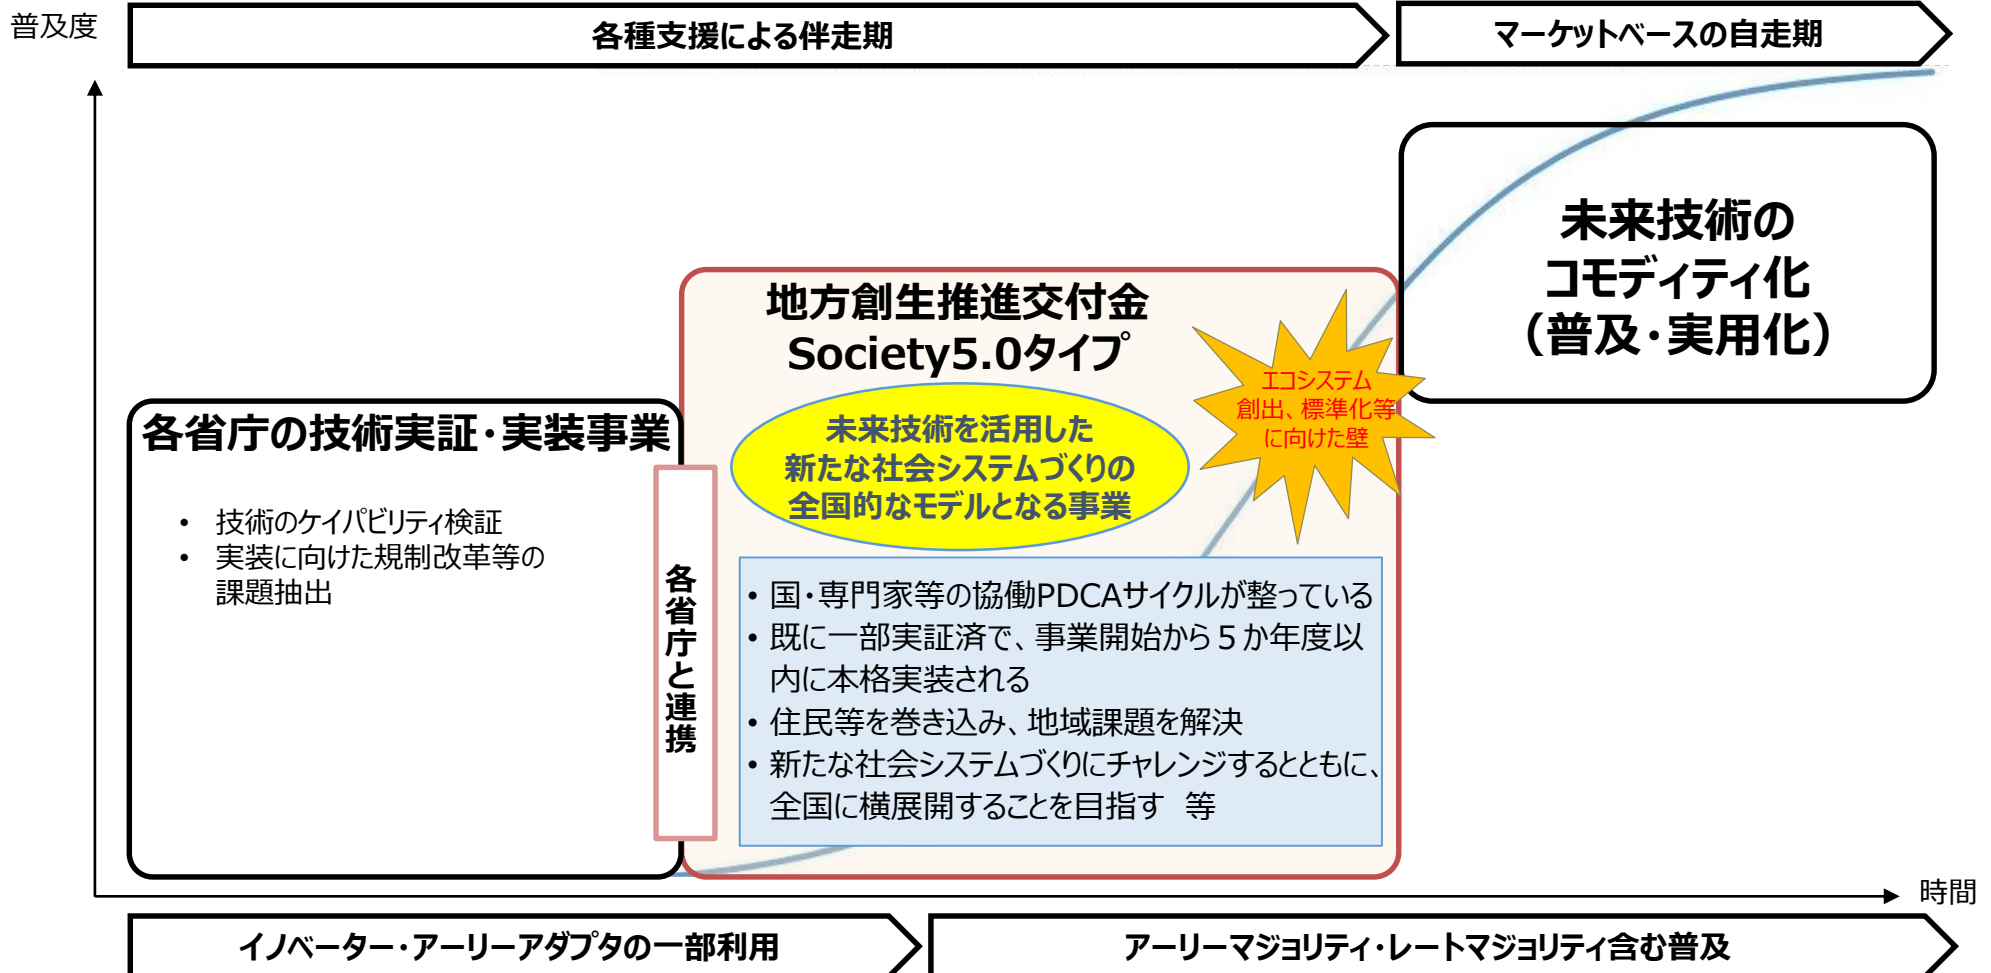 普及度
各種支援による伴走期
マーケットベースの自走期
未来技術の
コモディティ化
（普及・実用化）
地方創生推進交付金
Society5.0タイプ
エコシステム
創出、標準化等
に向けた壁
未来技術を活用した
新たな社会システムづくりの
全国的なモデルとなる事業
各省庁の技術実証・実装事業
• 技術のケイパビリティ検証
• 実装に向けた規制改革等の
課題抽出
各省庁と連携
• 国・専門家等の協働PDCAサイクルが整っている
• 既に一部実証済で、事業開始から５か年度以
内に本格実装される
• 住民等を巻き込み、地域課題を解決
• 新たな社会システムづくりにチャレンジするとともに、
全国に横展開することを目指す　等
時間
イノベーター・アーリーアダプタの一部利用
アーリーマジョリティ・レートマジョリティ含む普及